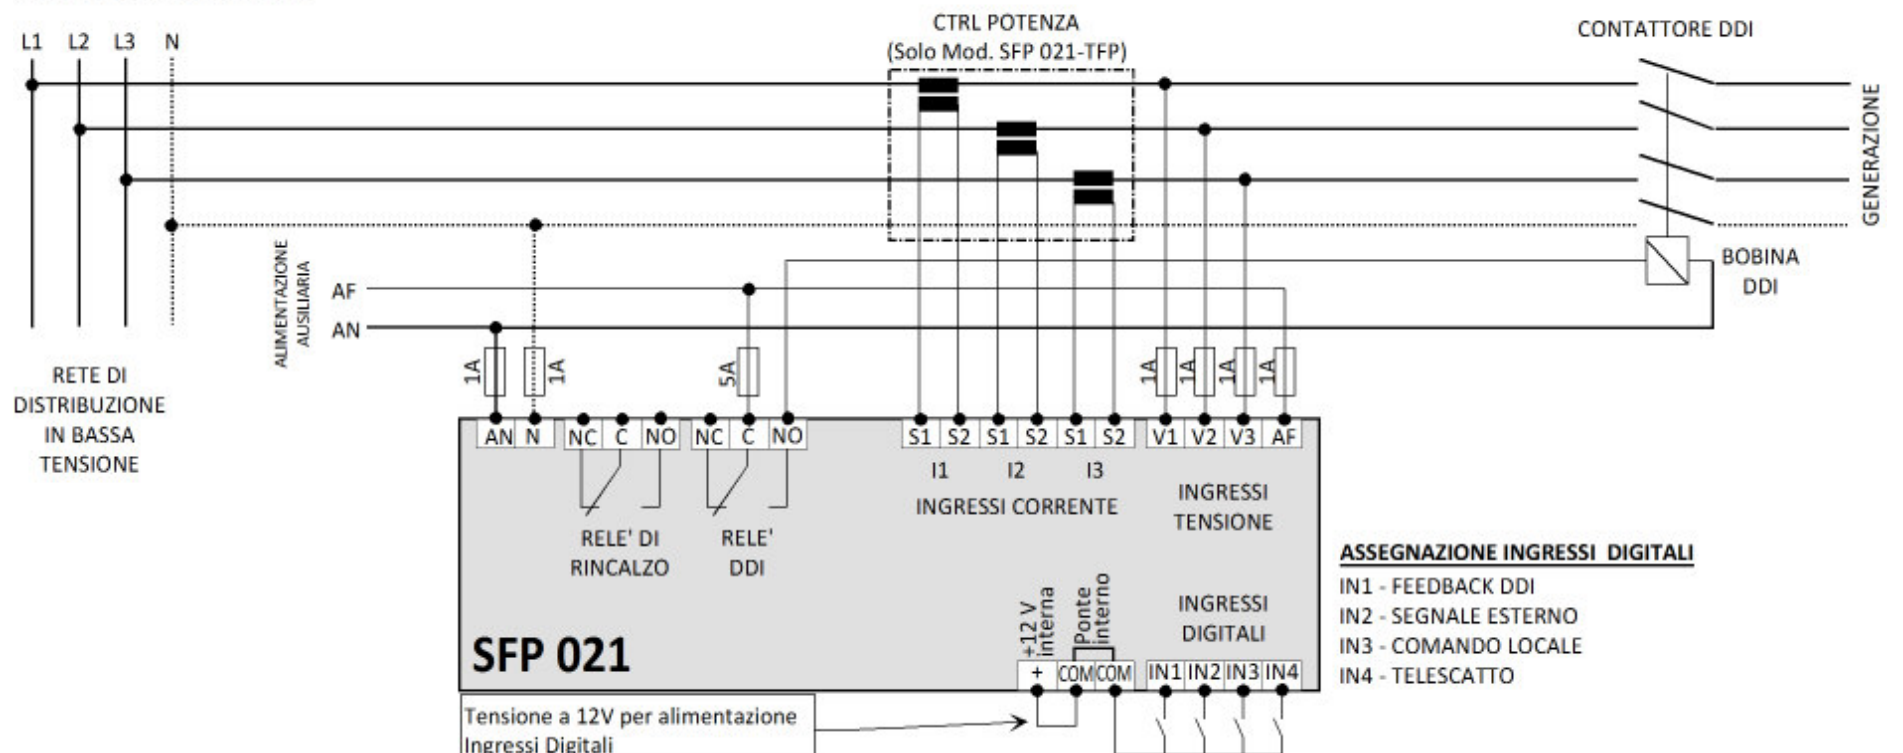 L1 L2 L3 N
CTRL POTENZA
(Solo Mod. SFP 021-TFP)
CONTATTORE DDI
GENERAZIONE
BOBINA
DDI
ALIMENTAZIONE
AUSILIARIA
AF
AN
RETE DI
DISTRIBUZIONE
IN BASSA
TENSIONE
1A 1A 5A 1A 1A 1A 1A
AN N NC C NO NC C NO S1 S2 S1 S2 S1 S2 V1 V2 V3 AF
I1 I2 I3
INGRESSI CORRENTE
INGRESSI
TENSIONE
RELE' DI
RINCALZO
RELE'
DDI
ASSEGNAZIONE INGRESSI DIGITALI
IN1 - FEEDBACK DDI
IN2 - SEGNALE ESTERNO
IN3 - COMANDO LOCALE
IN4 - TELESCATTO
+12 V
interna
Ponte
interno
INGRESSI
DIGITALI
SFP 021
+ COM COM IN1 IN2 IN3 IN4
Tensione a 12V per alimentazione
Ingressi Digitali